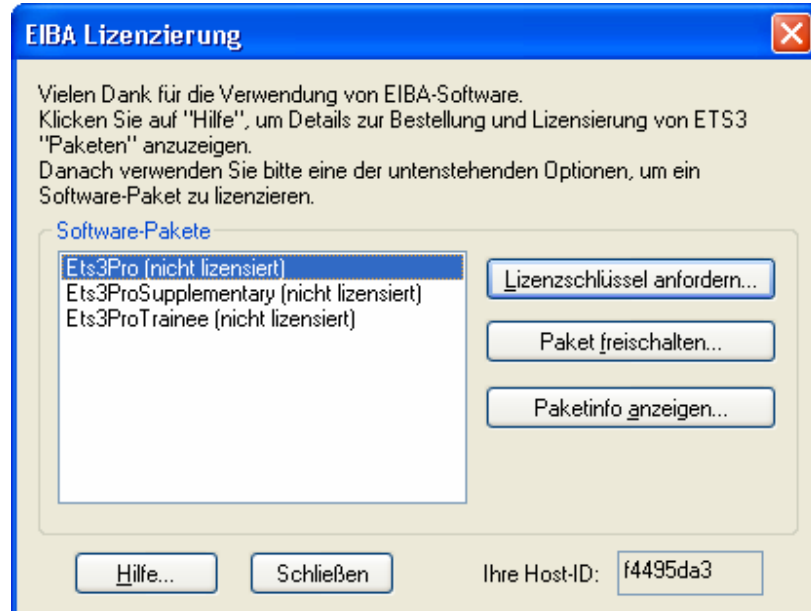 EIBA Lizenzierung
Vielen Dank für die Verwendung von EIBA-Software.
Klicken Sie auf "Hilfe", um Details zur Bestellung und Lizensierung von ETS3
"Paketen" anzuzeigen.
Danach verwenden Sie bitte eine der untenstehenden Optionen, um ein
Software-Paket zu lizenzieren.
Software-Pakete
Ets3Pro (nicht lizensiert)
Ets3ProSupplementary (nicht lizensiert)
Ets3ProTrainee (nicht lizensiert)
Lizenzschlüssel anfordern...
Paket freischalten...
Paketinfo anzeigen...
Hilfe...
Schließen
Ihre Host-ID:
f4495da3